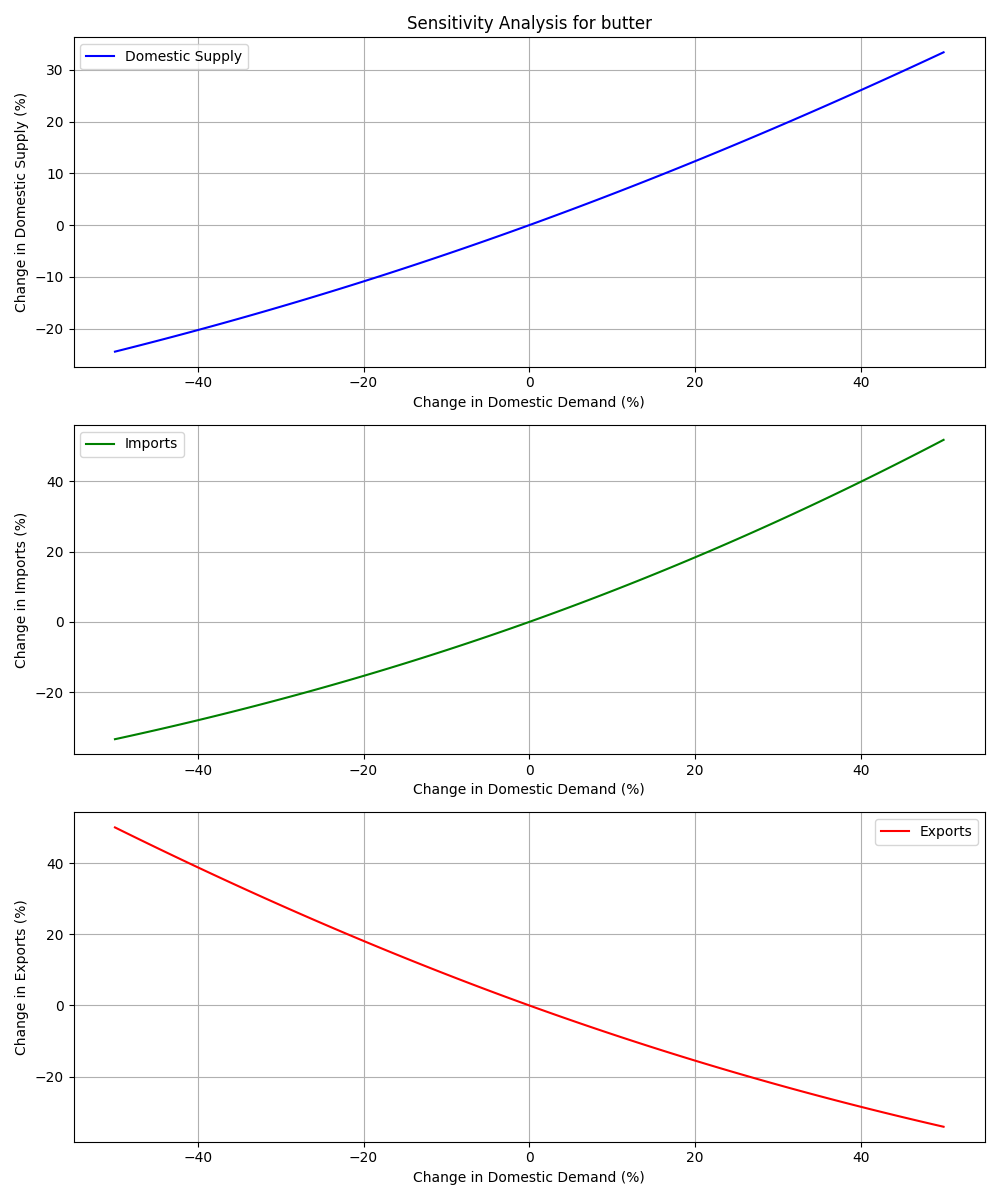 Sensitivity Analysis for butter
Domestic Supply
Change in Domestic Supply (%)
30
20
10
0
−10
−20
−40 −20 0 20 40
Change in Domestic Demand (%)
Imports
Change in Imports (%)
40
20
0
−20
−40 −20 0 20 40
Change in Domestic Demand (%)
Exports
Change in Exports (%)
40
20
0
−20
−40 −20 0 20 40
Change in Domestic Demand (%)